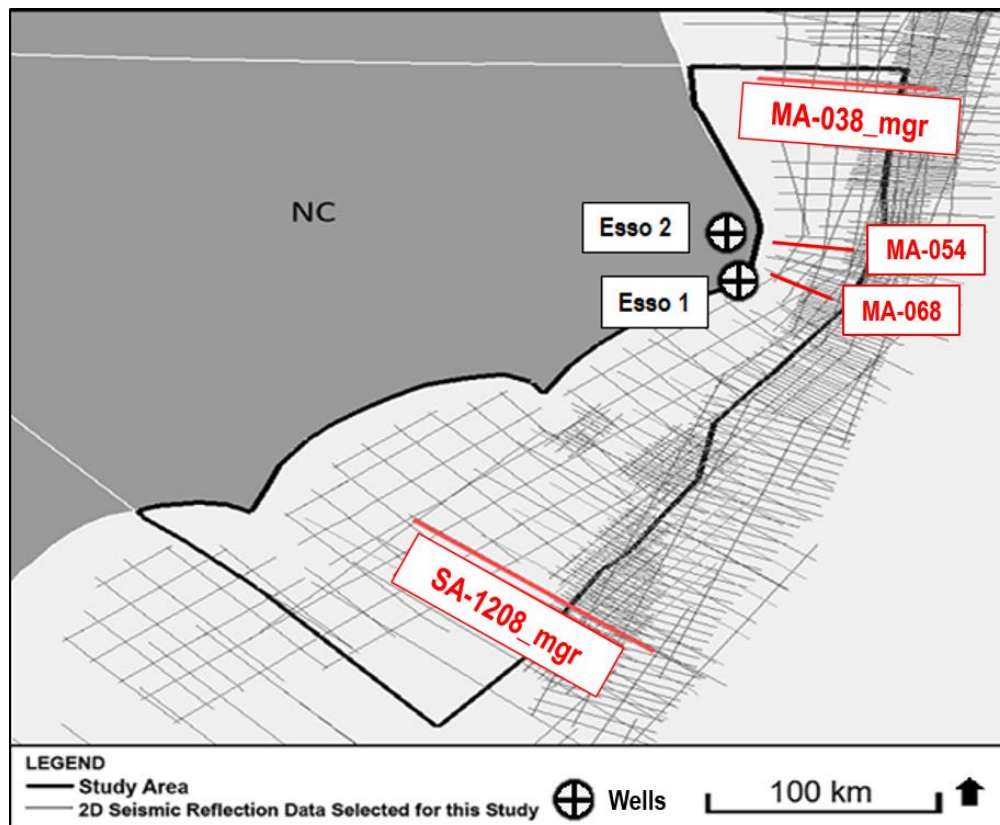 MA-038_mgr
NC
Esso 2
MA-054
Esso 1
MA-068
SA-1208_mgr
LEGEND
Study Area
2D Seismic Reflection Data Selected for this Study
Wells
100 km